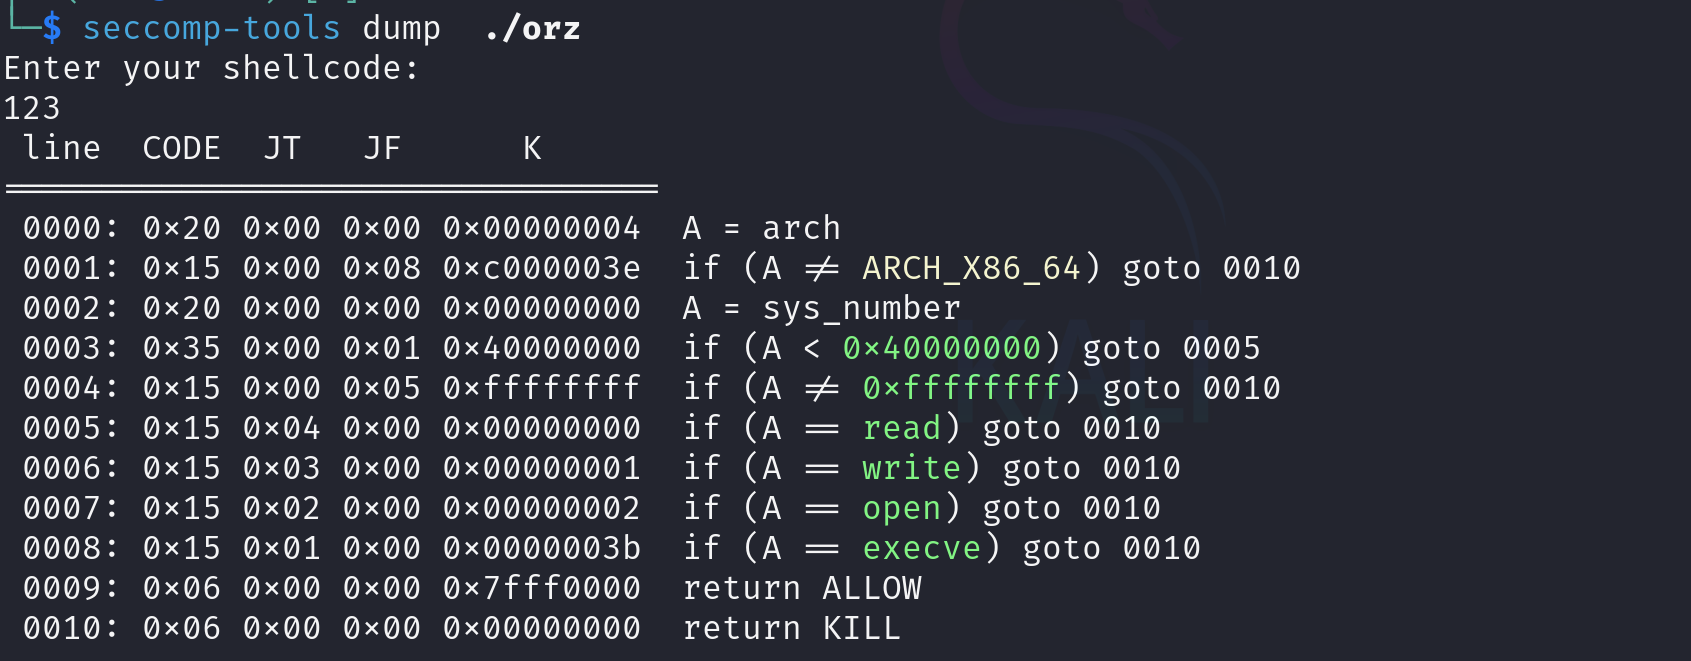 └─$ seccomp-tools dump  ./orz
Enter your shellcode:
123
 line  CODE  JT   JF      K
=================================
 0000: 0x20 0x00 0x00 0x00000004  A = arch
 0001: 0x15 0x00 0x08 0xc000003e  if (A != ARCH_X86_64) goto 0010
 0002: 0x20 0x00 0x00 0x00000000  A = sys_number
 0003: 0x35 0x00 0x01 0x40000000  if (A < 0x40000000) goto 0005
 0004: 0x15 0x00 0x05 0xffffffff  if (A != 0xffffffff) goto 0010
 0005: 0x15 0x04 0x00 0x00000000  if (A == read) goto 0010
 0006: 0x15 0x03 0x00 0x00000001  if (A == write) goto 0010
 0007: 0x15 0x02 0x00 0x00000002  if (A == open) goto 0010
 0008: 0x15 0x01 0x00 0x0000003b  if (A == execve) goto 0010
 0009: 0x06 0x00 0x00 0x7fff0000  return ALLOW
 0010: 0x06 0x00 0x00 0x00000000  return KILL
KALI